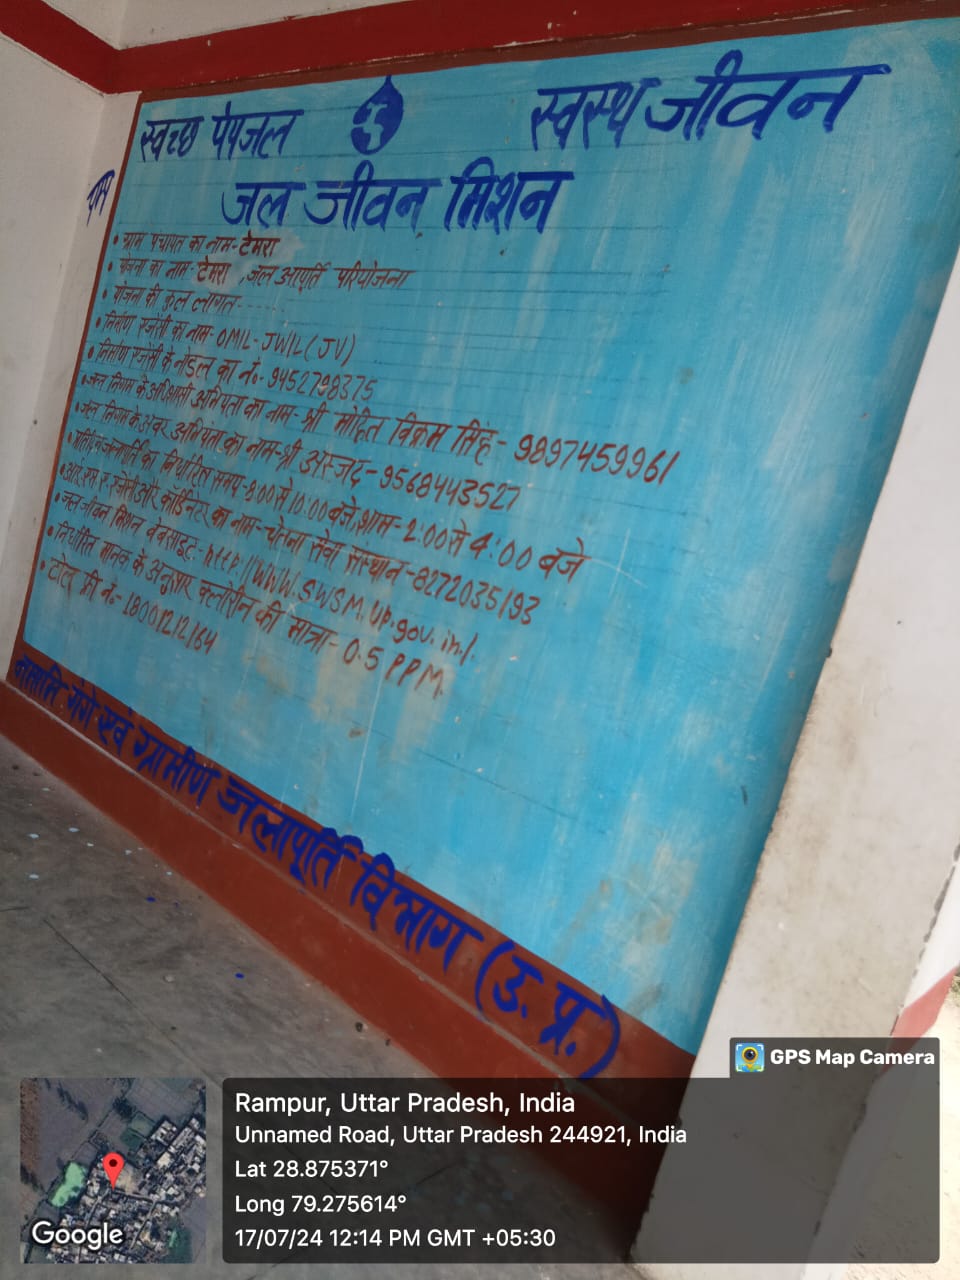 स्वच्छ पेयजल स्वस्थ जीवन
जल जीवन मिशन
• ग्राम पंचायत का नाम- टेमरा
• योजना का नाम- टेमरा, जल आपूर्ति परियोजना
• योजना की कुल लागत-
• निर्माण एजेंसी का नाम- OMIL-JWIL(JV)
• निर्माण एजेंसी के नोडल का नं.- 9452798375
• जल निगम के अधिशासी अभियंता का नाम- श्री मोहित विक्रम सिंह- 9897459961
• जल निगम के अवर अभियंता का नाम- श्री अस्जद- 9568443527
जलापूर्ति का निर्धारित समय- 8:00 से 10:00 बजे, शाम- 2:00 से 4:00 बजे
• आई.एस.ए. एजेंसी और कॉर्डिनेटर का नाम- चेतना सेवा संस्थान- 8272035193
• जल जीवन मिशन वेबसाइट- http://WWW.SWSM.UP.gov.in/.
• निर्धारित मानक के अनुसार क्लोरीन की मात्रा- 0.5 PPM.
• टोल फ्री नं.- 18001212164
नमामि गंगे एवं ग्रामीण जलापूर्ति विभाग (उ. प्र.)
GPS Map Camera
Rampur, Uttar Pradesh, India
Unnamed Road, Uttar Pradesh 244921, India
Lat 28.875371°
Long 79.275614°
17/07/24 12:14 PM GMT +05:30
Google